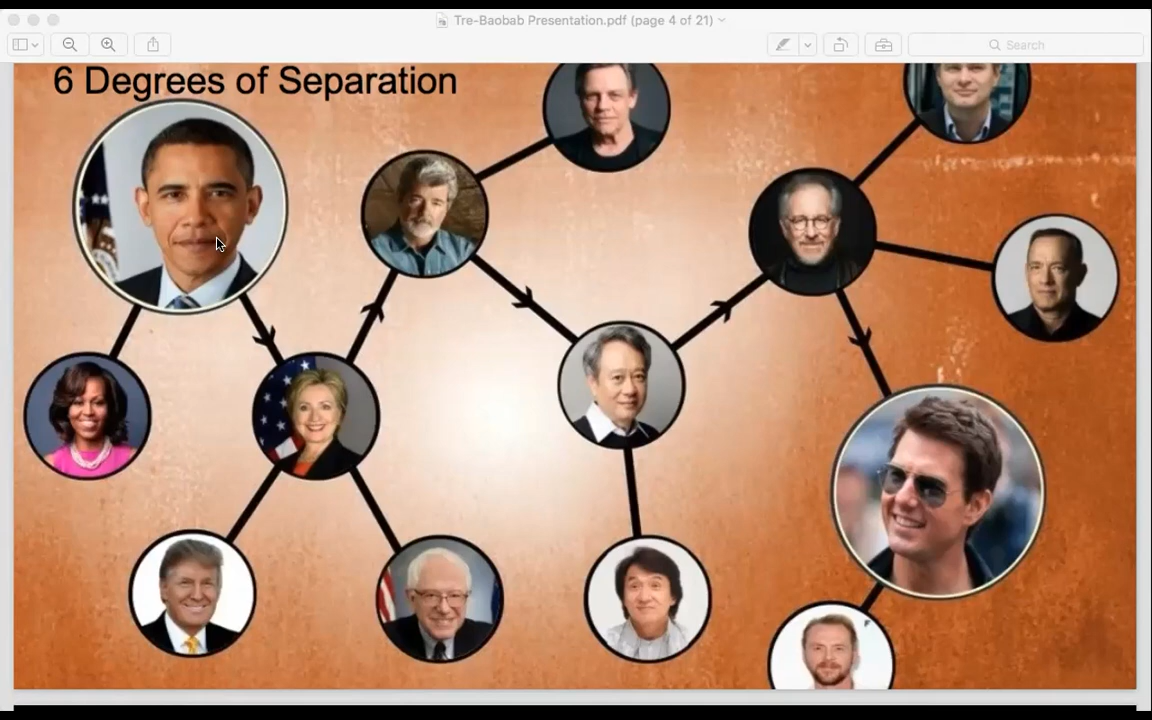 Tre-Baobab Presentation.pdf (page 4 of 21)
Search
6 Degrees of Separation